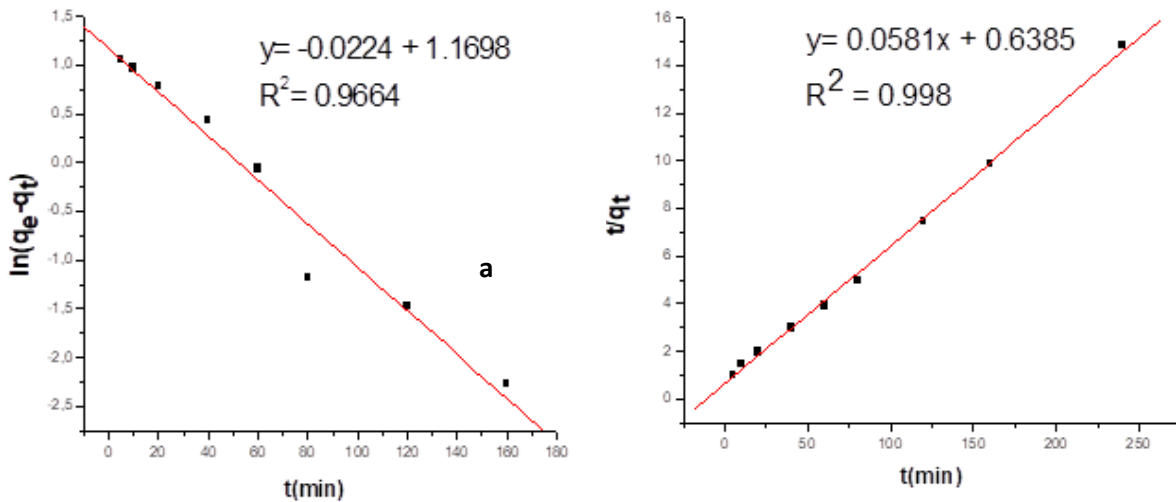 1,5
1,0
0,5
0,0
-0,5
-1,0
-1,5
-2,0
-2,5
ln(qe-qt)
y= -0.0224 + 1.1698
R2= 0.9664
a
0 20 40 60 80 100 120 140 160 180
t(min)
16
14
12
10
8
6
4
2
0
t/qt
y= 0.0581x + 0.6385
R2 = 0.998
0 50 100 150 200 250
t(min)